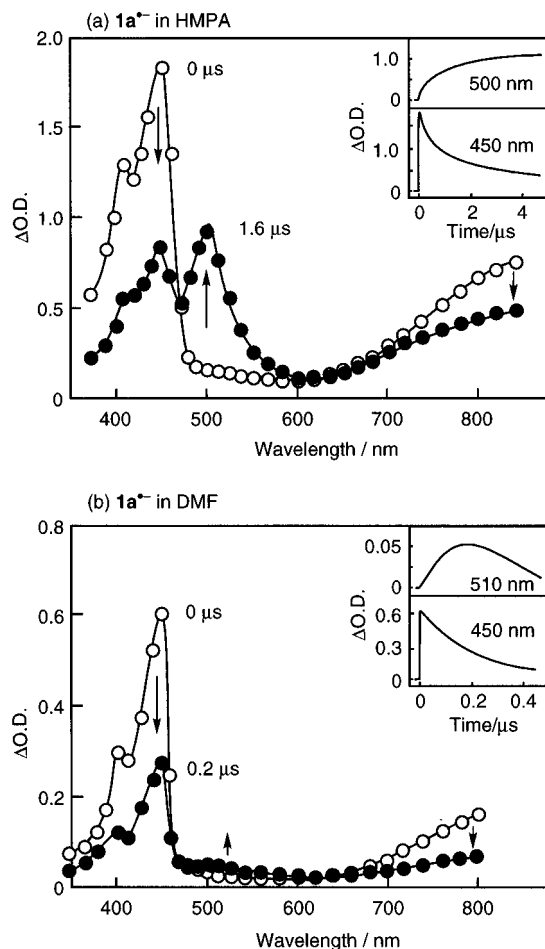 (a) 1a•− in HMPA
2.0
1.5
1.0
0.5
0
ΔO.D.
0 μs
1.6 μs
400 500 600 700 800
Wavelength / nm
1.0
0
500 nm
1.0
0
450 nm
ΔO.D.
0 2 4
Time/μs
(b) 1a•− in DMF
0.8
0.6
0.4
0.2
0
ΔO.D.
0 μs
0.2 μs
400 500 600 700 800
Wavelength / nm
0.05
0
510 nm
0.6
0.3
0
450 nm
ΔO.D.
0 0.2 0.4
Time/μs